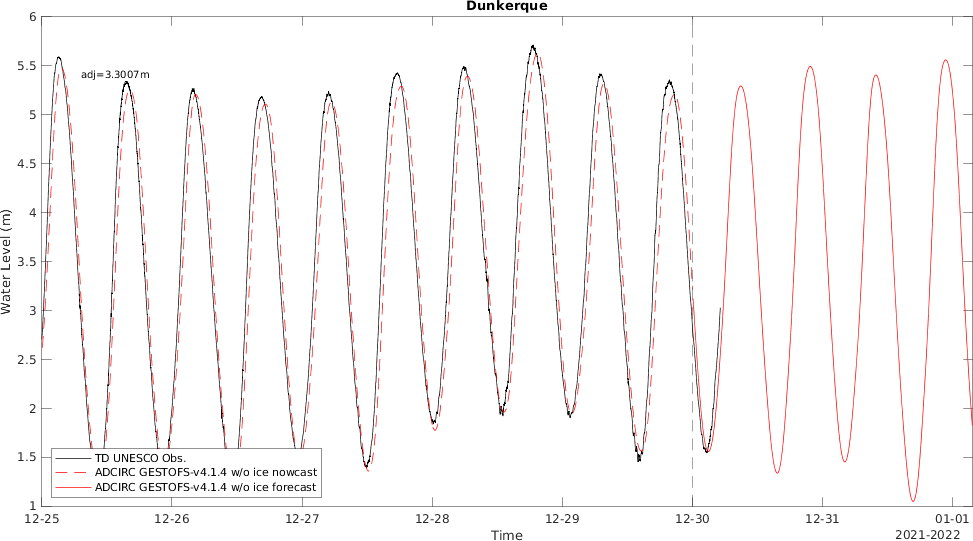 Dunkerque
6
5.5
5
4.5
4
3.5
3
2.5
2
1.5
1
Water Level (m)
adj=3.3007m
TD UNESCO Obs.
ADCIRC GESTOFS-v4.1.4 w/o ice nowcast
ADCIRC GESTOFS-v4.1.4 w/o ice forecast
12-25 12-26 12-27 12-28 12-29 12-30 12-31 01-01
Time
2021-2022